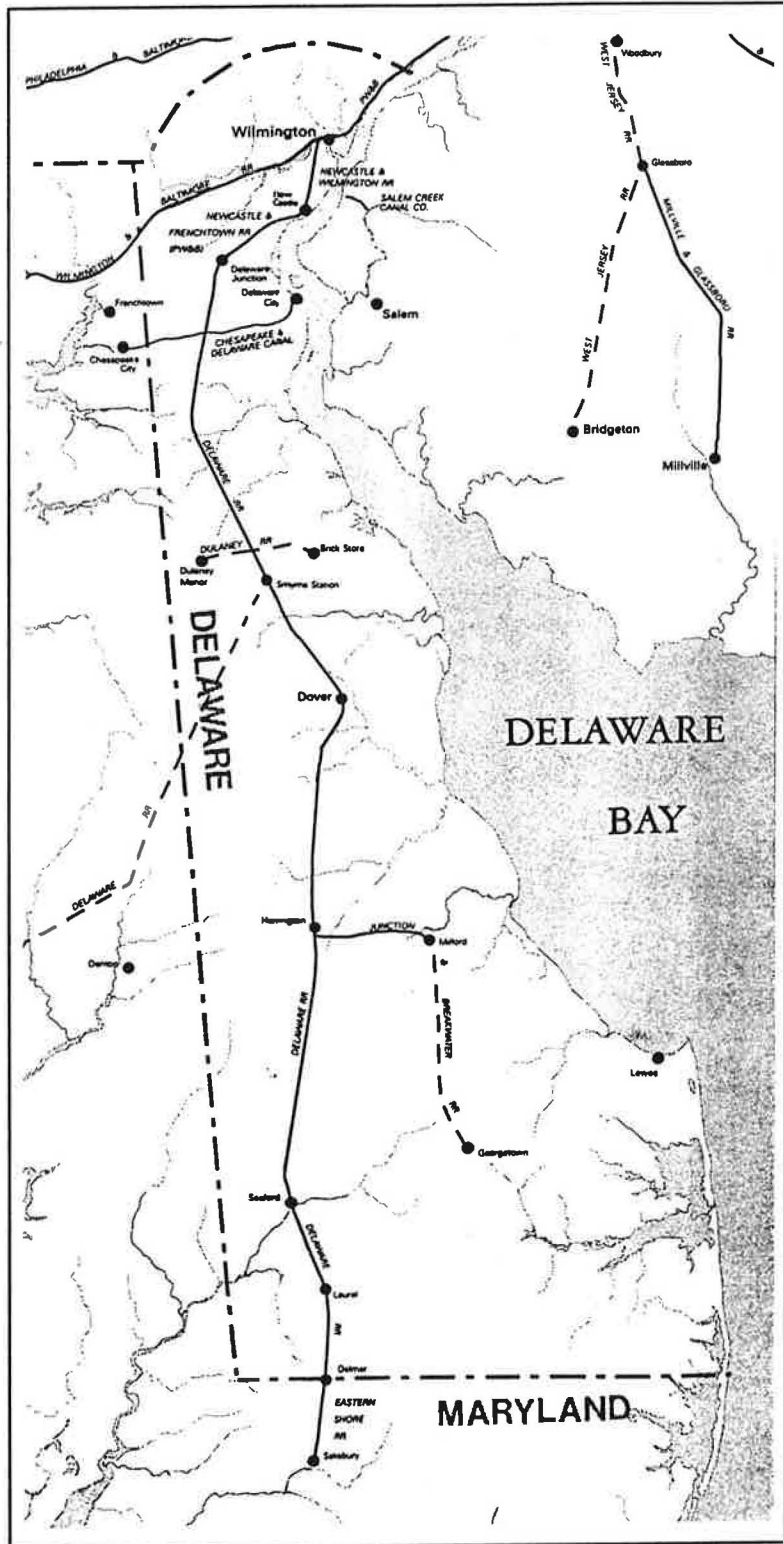 PHILADELPHIA & BALTIMORE
Woodbury
WEST JERSEY RR
&
PW&B
Wilmington
BALTIMORE RR
WILMINGTON &
NEWCASTLE &
WILMINGTON RR
New Castle
SALEM CREEK
CANAL CO.
NEWCASTLE &
FRENCHTOWN RR
(PW&B)
Glassboro
MILLVILLE & GLASSBORO RR
WEST JERSEY RR
Delaware
Junction
Delaware
City
Frenchtown
Salem
CHESAPEAKE &
DELAWARE CANAL
Chesapeake
City
Bridgeton
Millville
DELAWARE RR
DULANEY RR
Dulaney
Manor
Brick Store
Smyrna Station
DELAWARE
Dover
DELAWARE
BAY
DELAWARE RR
Harrington
JUNCTION
Milford
& BREAKWATER RR
Denton
DELAWARE RR
Lewes
Georgetown
Seaford
DELAWARE RR
Laurel
Delmar
EASTERN
SHORE
RR
MARYLAND
Salisbury